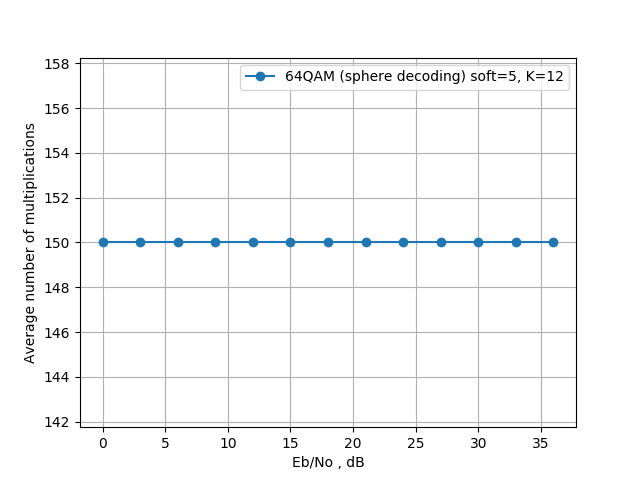 64QAM (sphere decoding) soft=5, K=12
Average number of multiplications
158
156
154
152
150
148
146
144
142
0 5 10 15 20 25 30 35
Eb/No , dB